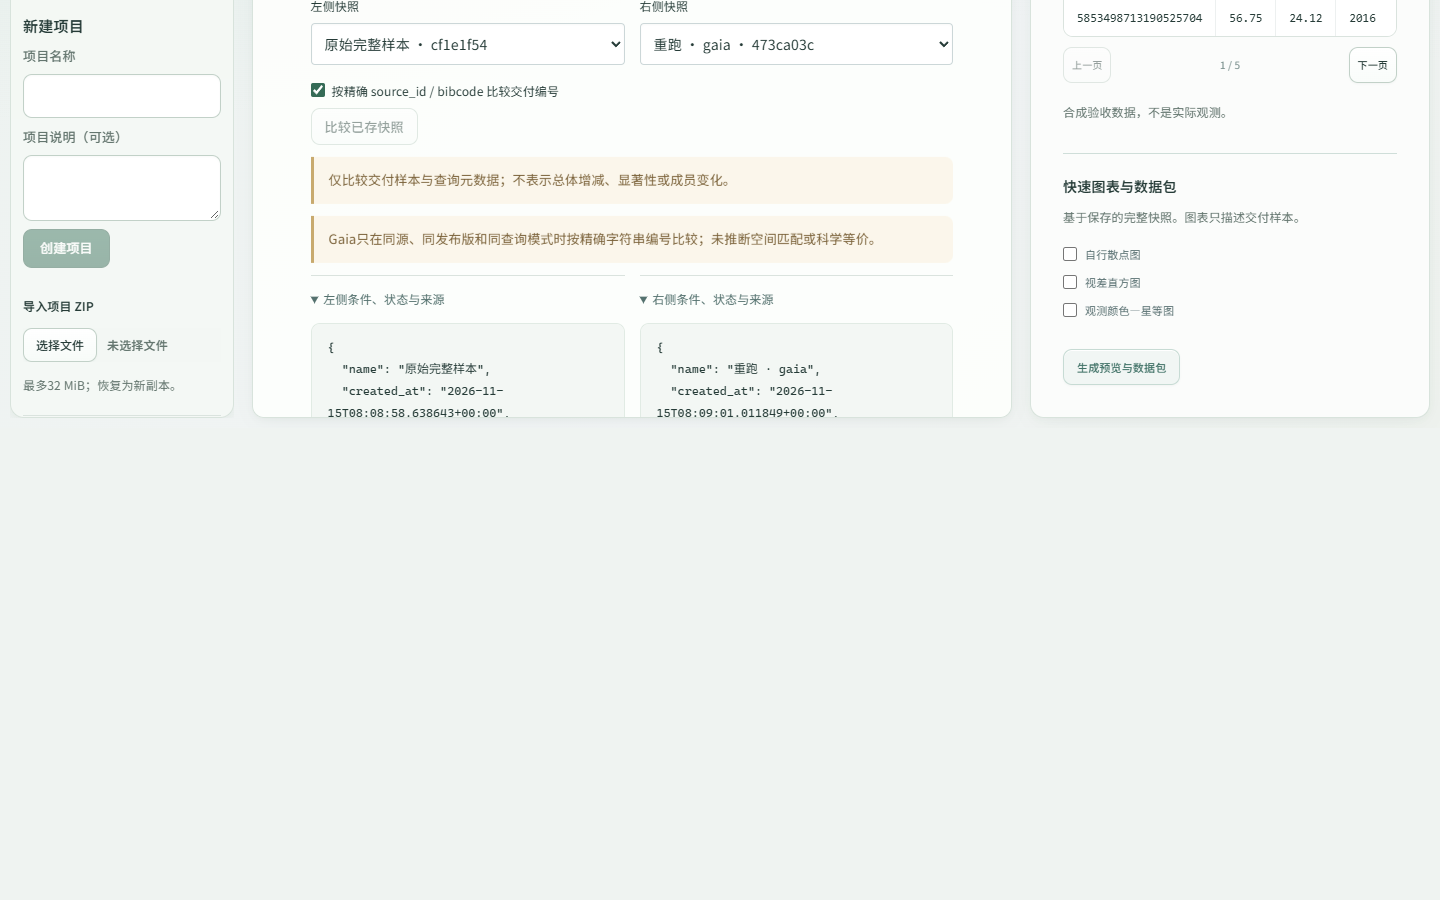 新建项目
项目名称
项目说明（可选）
创建项目
导入项目 ZIP
选择文件 未选择文件
最多32 MiB；恢复为新副本。
左侧快照
原始完整样本 · cf1e1f54
右侧快照
重跑 · gaia · 473ca03c
按精确 source_id / bibcode 比较交付编号
比较已存快照
仅比较交付样本与查询元数据；不表示总体增减、显著性或成员变化。
Gaia只在同源、同发布版和同查询模式时按精确字符串编号比较；未推断空间匹配或科学等价。
▼ 左侧条件、状态与来源
{
"name": "原始完整样本",
"created_at": "2026-11-
15T08:08:58.638643+00:00",
▼ 右侧条件、状态与来源
{
"name": "重跑 · gaia",
"created_at": "2026-11-
15T08:09:01.011849+00:00",
5853498713190525704 56.75 24.12 2016
上一页 1 / 5 下一页
合成验收数据，不是实际观测。
快速图表与数据包
基于保存的完整快照。图表只描述交付样本。
自行散点图
视差直方图
观测颜色—星等图
生成预览与数据包